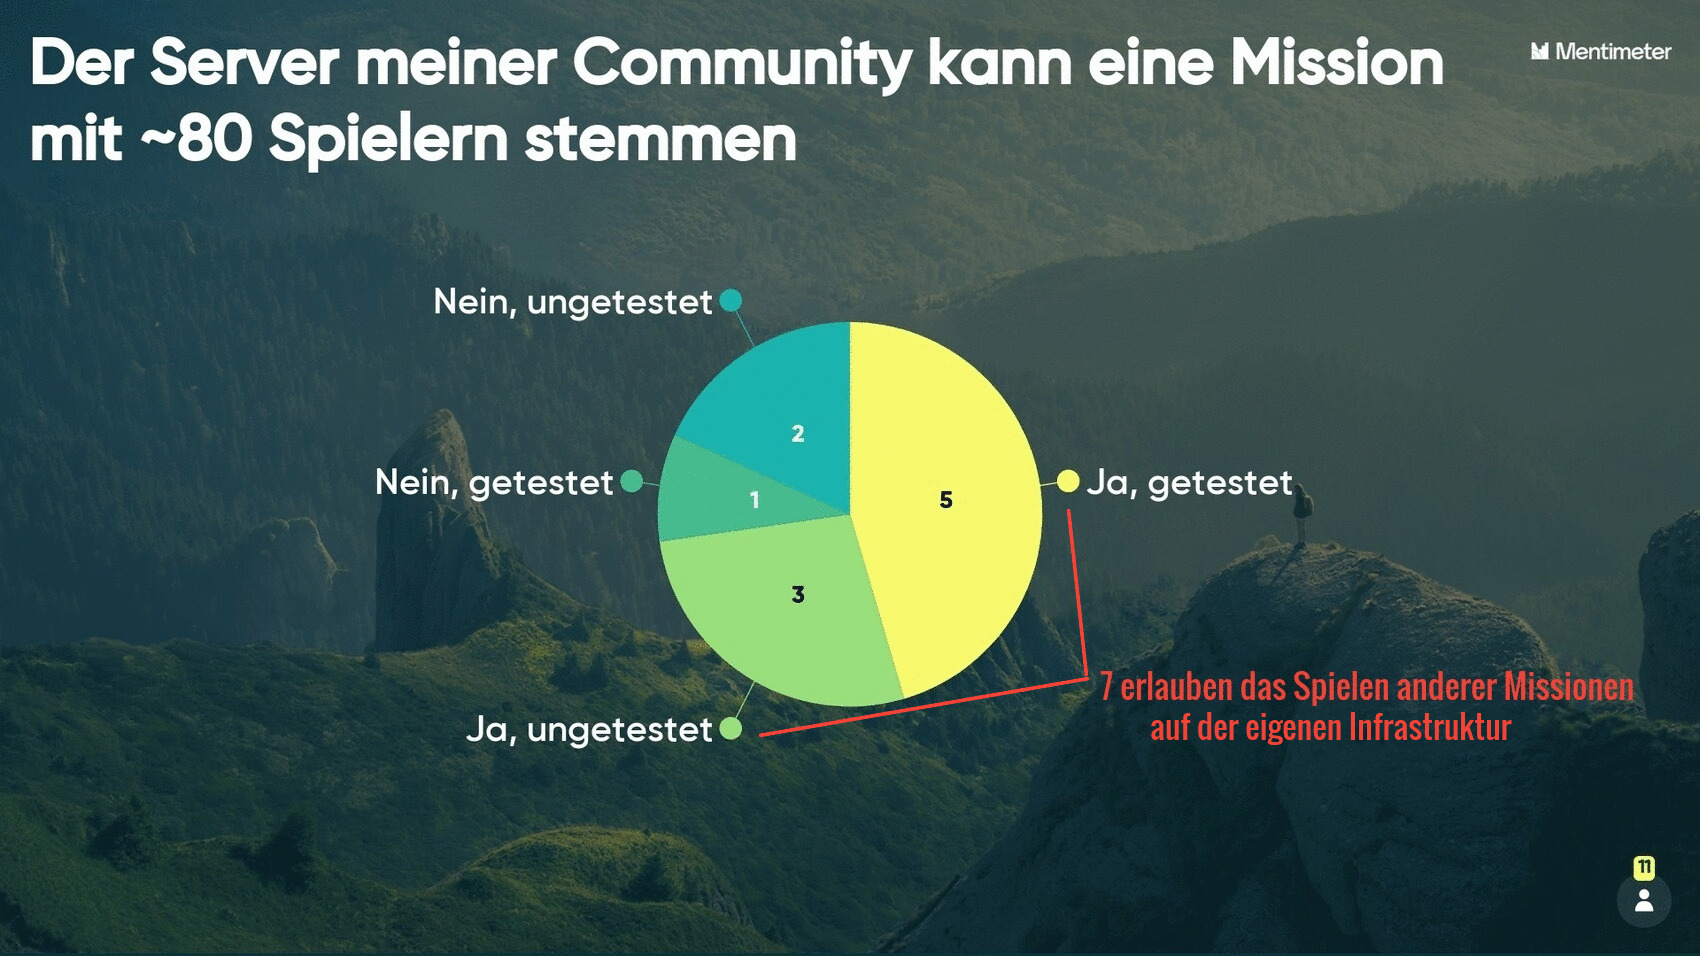 Der Server meiner Community kann eine Mission
mit ~80 Spielern stemmen
Mentimeter
Nein, ungetestet
2
Nein, getestet
1
5
Ja, getestet
3
Ja, ungetestet
7 erlauben das Spielen anderer Missionen
auf der eigenen Infrastruktur
11